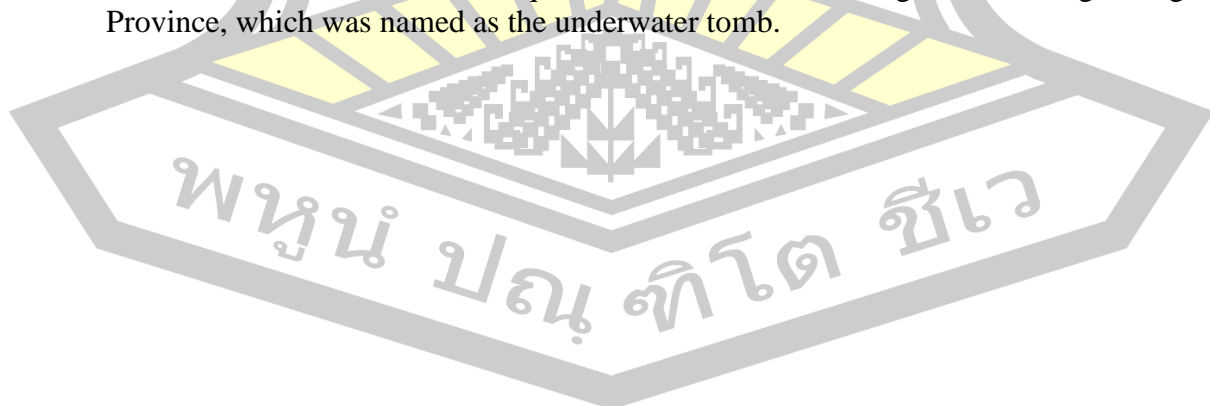 Province, which was named as the underwater tomb.
พหูนํ ปณฺฑิโต ชีเว